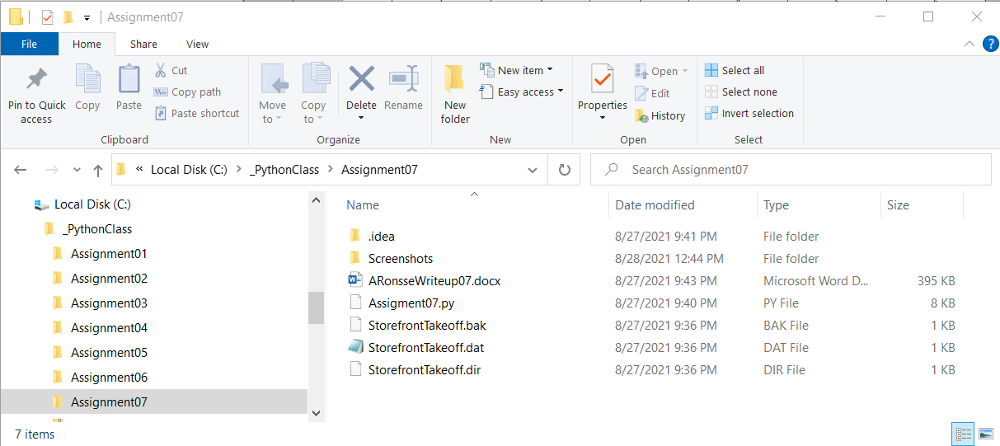 Assignment07
File Home Share View
Pin to Quick access
Copy
Paste
Cut
Copy path
Paste shortcut
Clipboard
Move to
Copy to
Delete
Rename
Organize
New folder
New item
Easy access
New
Properties
Open
Edit
History
Open
Select all
Select none
Invert selection
Select
« Local Disk (C:) > _PythonClass > Assignment07
Search Assignment07
Local Disk (C:)
_PythonClass
Assignment01
Assignment02
Assignment03
Assignment04
Assignment05
Assignment06
Assignment07
Name Date modified Type Size
.idea 8/27/2021 9:41 PM File folder
Screenshots 8/28/2021 12:44 PM File folder
ARonsseWriteup07.docx 8/27/2021 9:43 PM Microsoft Word D... 395 KB
Assigment07.py 8/27/2021 9:40 PM PY File 8 KB
StorefrontTakeoff.bak 8/27/2021 9:36 PM BAK File 1 KB
StorefrontTakeoff.dat 8/27/2021 9:36 PM DAT File 1 KB
StorefrontTakeoff.dir 8/27/2021 9:36 PM DIR File 1 KB
7 items